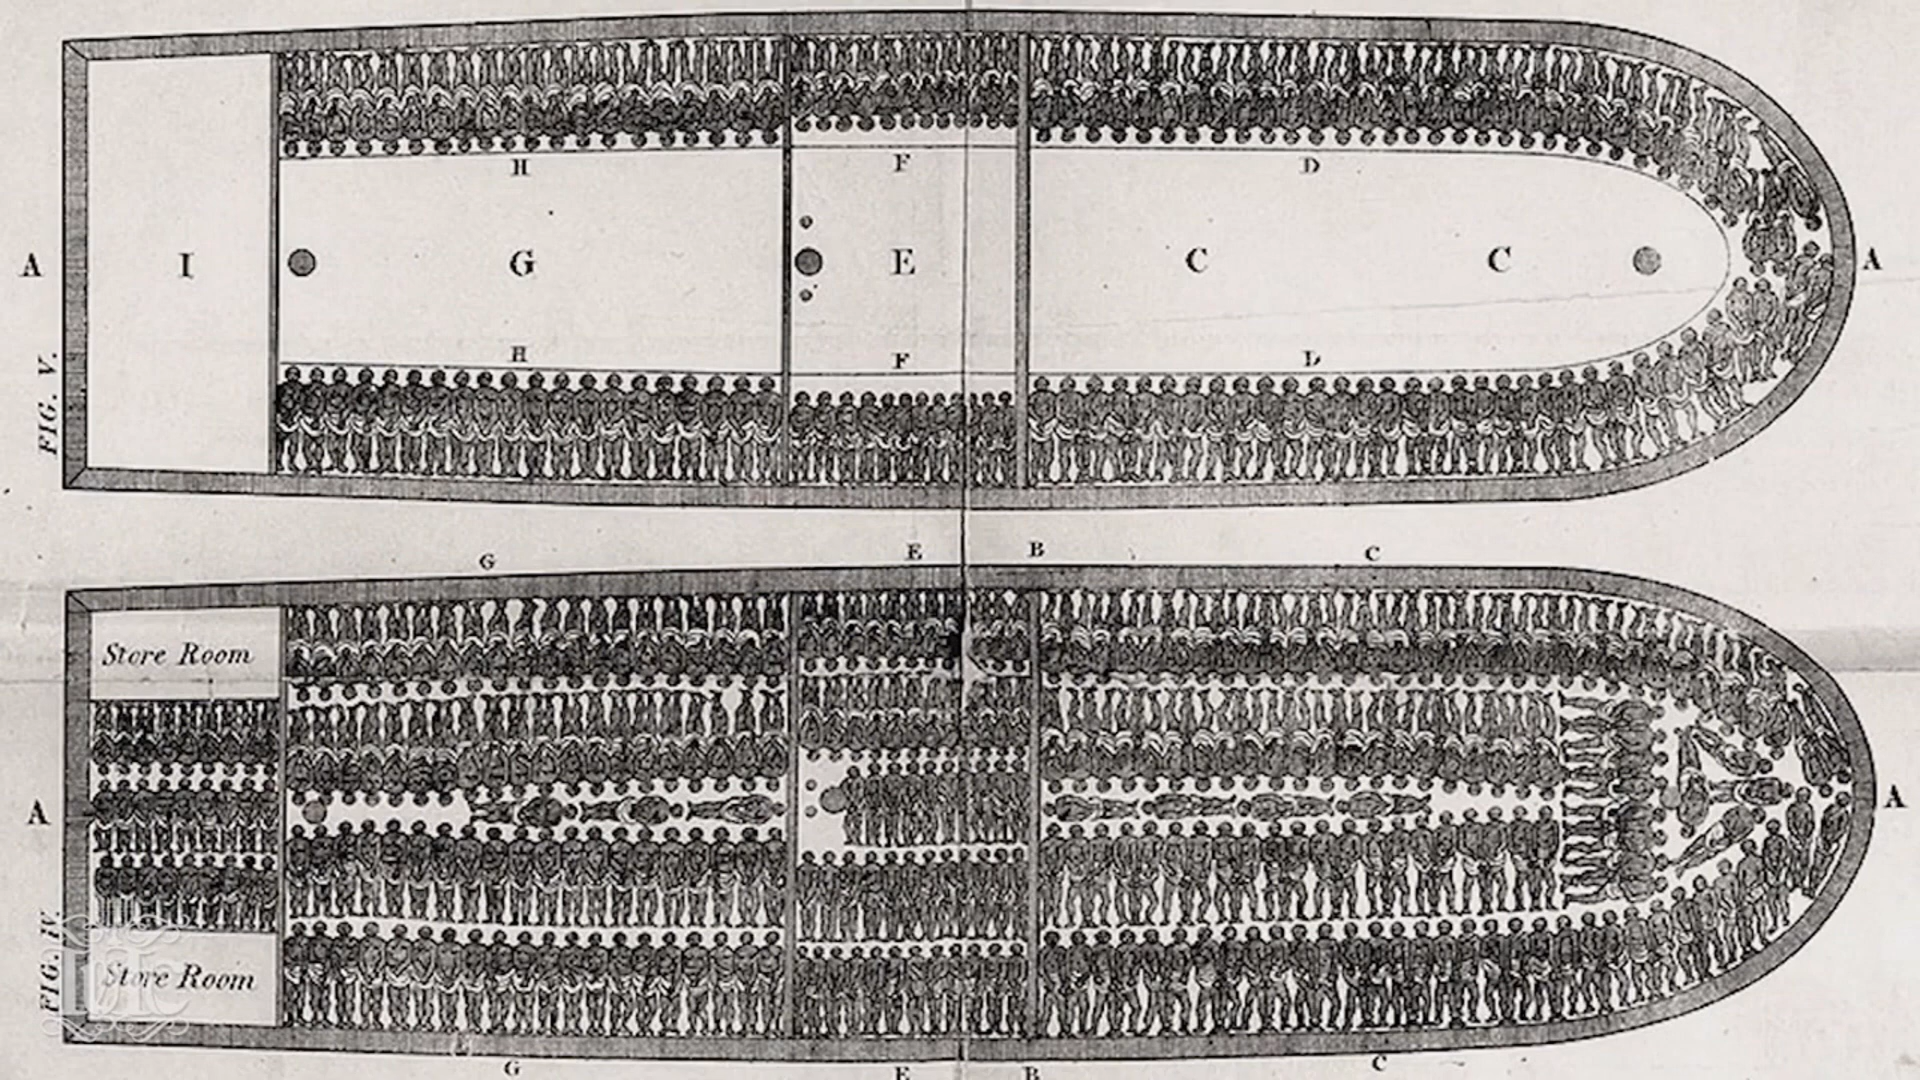 H F D
A I G E C C A
H F D
FIG. V.
G E B C
Store Room
A A
FIG. IV.
Store Room
G E B C